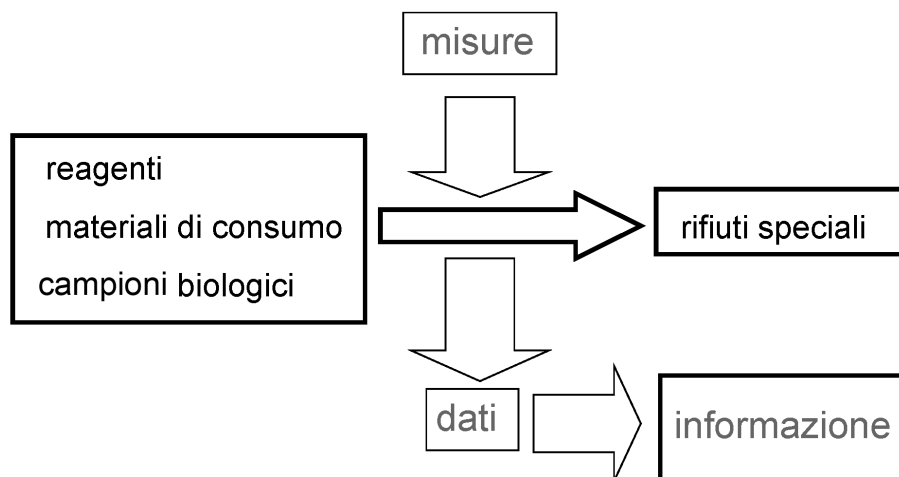 misure
reagenti
materiali di consumo
campioni biologici
rifiuti speciali
dati
informazione